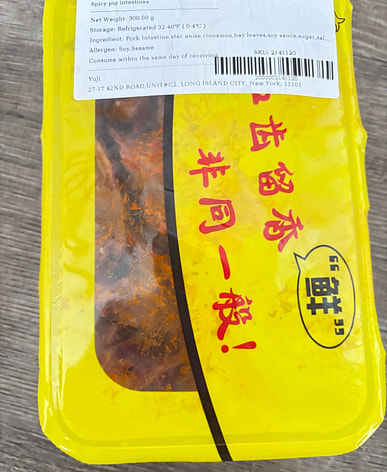 Spicy pig intestines
Net Weight: 300.00 g
Storage: Refrigerated 32-40°F ( 0-4°C )
Ingredient: Pork Intestine,star anise,cinnamon,bay leaves,soy sauce,sugar,sal...
Allergen: Soy,Sesame
Consume within the same day of receiving
SKU: 2141120
Yuji
27-17 42ND ROAD,UNIT#C2, LONG ISLAND CITY, New York, 11101
齿留香
非同一般！
“鲜”